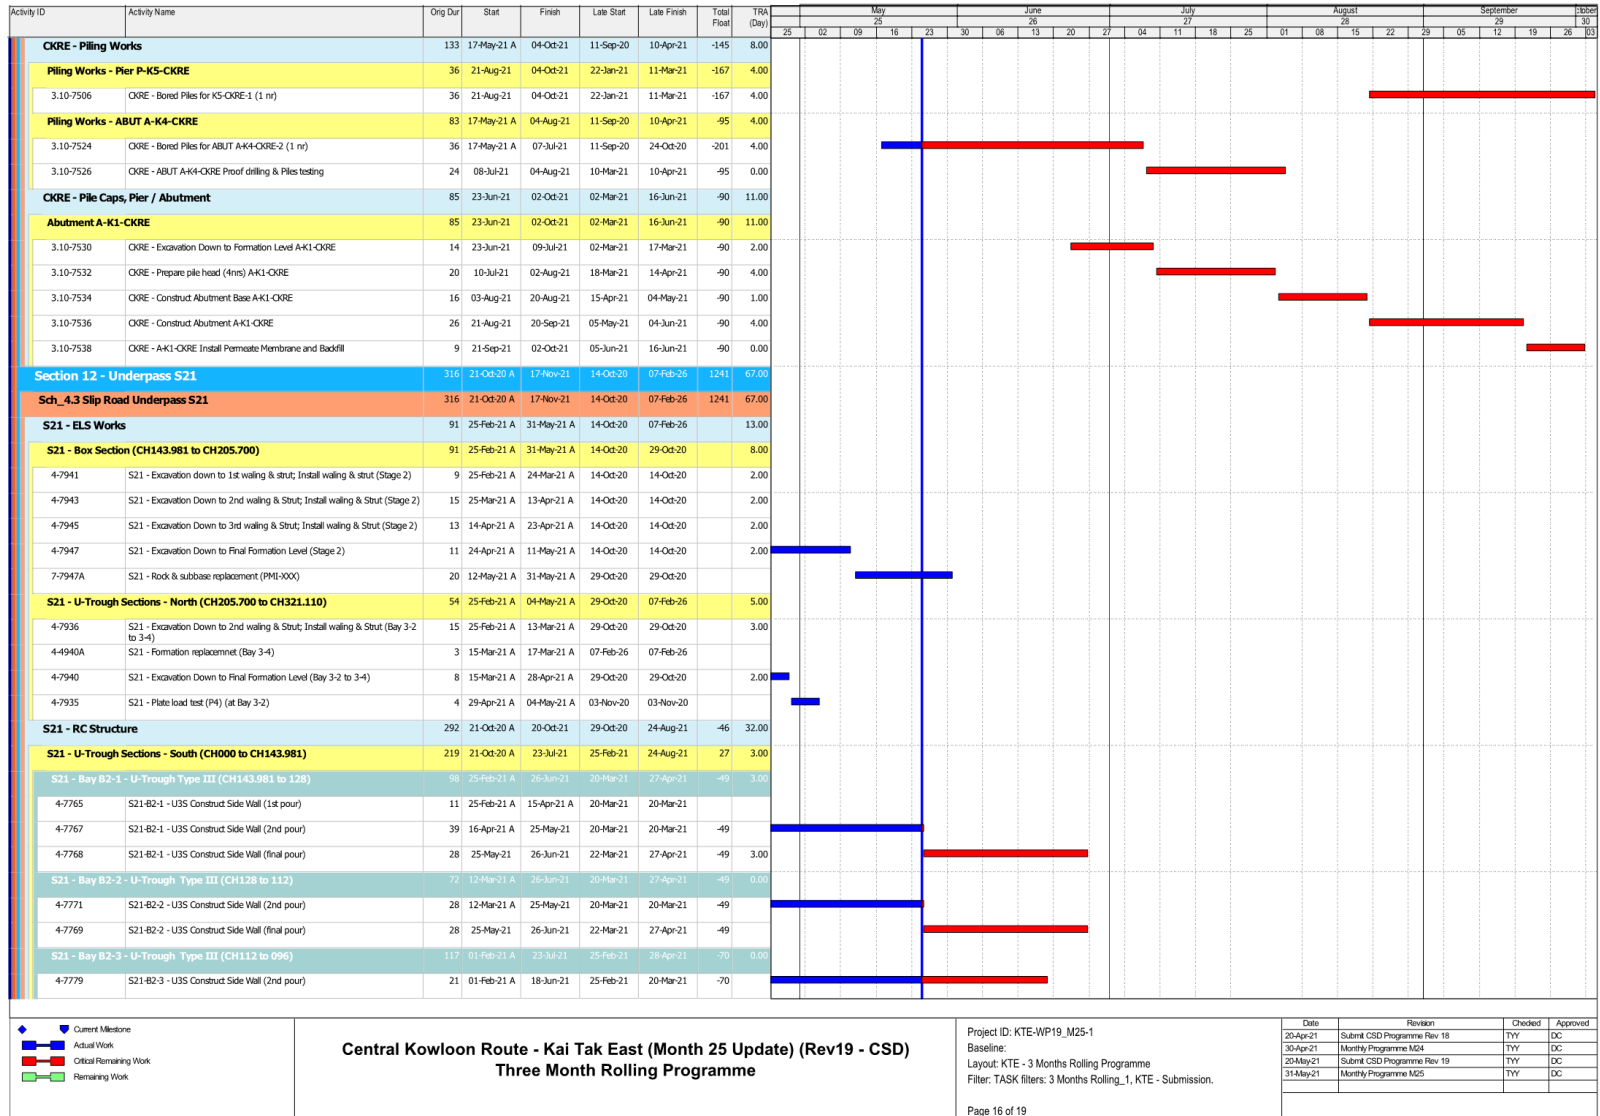 Activity ID Activity Name Orig Dur Start Finish Late Start Late Finish Total Float TRA (Day) May June July August September October
25 26 27 28 29 30
25 02 09 16 23 30 06 13 20 27 04 11 18 25 01 08 15 22 29 05 12 19 26 03
CKRE - Piling Works 133 17-May-21 A 04-Oct-21 11-Sep-20 10-Apr-21 -145 8.00
Piling Works - Pier P-K5-CKRE 36 21-Aug-21 04-Oct-21 22-Jan-21 11-Mar-21 -167 4.00
3.10-7506 CKRE - Bored Piles for K5-CKRE-1 (1 nr) 36 21-Aug-21 04-Oct-21 22-Jan-21 11-Mar-21 -167 4.00
Piling Works - ABUT A-K4-CKRE 83 17-May-21 A 04-Aug-21 11-Sep-20 10-Apr-21 -95 4.00
3.10-7524 CKRE - Bored Piles for ABUT A-K4-CKRE-2 (1 nr) 36 17-May-21 A 07-Jul-21 11-Sep-20 24-Oct-20 -201 4.00
3.10-7526 CKRE - ABUT A-K4-CKRE Proof drilling & Piles testing 24 08-Jul-21 04-Aug-21 10-Mar-21 10-Apr-21 -95 0.00
CKRE - Pile Caps, Pier / Abutment 85 23-Jun-21 02-Oct-21 02-Mar-21 16-Jun-21 -90 11.00
Abutment A-K1-CKRE 85 23-Jun-21 02-Oct-21 02-Mar-21 16-Jun-21 -90 11.00
3.10-7530 CKRE - Excavation Down to Formation Level A-K1-CKRE 14 23-Jun-21 09-Jul-21 02-Mar-21 17-Mar-21 -90 2.00
3.10-7532 CKRE - Prepare pile head (4nrs) A-K1-CKRE 20 10-Jul-21 02-Aug-21 18-Mar-21 14-Apr-21 -90 4.00
3.10-7534 CKRE - Construct Abutment Base A-K1-CKRE 16 03-Aug-21 20-Aug-21 15-Apr-21 04-May-21 -90 1.00
3.10-7536 CKRE - Construct Abutment A-K1-CKRE 26 21-Aug-21 20-Sep-21 05-May-21 04-Jun-21 -90 4.00
3.10-7538 CKRE - A-K1-CKRE Install Permeate Membrane and Backfill 9 21-Sep-21 02-Oct-21 05-Jun-21 16-Jun-21 -90 0.00
Section 12 - Underpass S21 316 21-Oct-20 A 17-Nov-21 14-Oct-20 07-Feb-26 1241 67.00
Sch_4.3 Slip Road Underpass S21 316 21-Oct-20 A 17-Nov-21 14-Oct-20 07-Feb-26 1241 67.00
S21 - ELS Works 91 25-Feb-21 A 31-May-21 A 14-Oct-20 07-Feb-26 13.00
S21 - Box Section (CH143.981 to CH205.700) 91 25-Feb-21 A 31-May-21 A 14-Oct-20 29-Oct-20 8.00
4-7941 S21 - Excavation down to 1st waling & strut; Install waling & strut (Stage 2) 9 25-Feb-21 A 24-Mar-21 A 14-Oct-20 14-Oct-20 2.00
4-7943 S21 - Excavation Down to 2nd waling & Strut; Install waling & Strut (Stage 2) 15 25-Mar-21 A 13-Apr-21 A 14-Oct-20 14-Oct-20 2.00
4-7945 S21 - Excavation Down to 3rd waling & Strut; Install waling & Strut (Stage 2) 13 14-Apr-21 A 23-Apr-21 A 14-Oct-20 14-Oct-20 2.00
4-7947 S21 - Excavation Down to Final Formation Level (Stage 2) 11 24-Apr-21 A 11-May-21 A 14-Oct-20 14-Oct-20 2.00
7-7947A S21 - Rock & subbase replacement (PMI-XXX) 20 12-May-21 A 31-May-21 A 29-Oct-20 29-Oct-20
S21 - U-Trough Sections - North (CH205.700 to CH321.110) 54 25-Feb-21 A 04-May-21 A 29-Oct-20 07-Feb-26 5.00
4-7936 S21 - Excavation Down to 2nd waling & Strut; Install waling & Strut (Bay 3-2 15 25-Feb-21 A 13-Mar-21 A 29-Oct-20 29-Oct-20 3.00
to 3-4)
4-4940A S21 - Formation replacemnet (Bay 3-4) 3 15-Mar-21 A 17-Mar-21 A 07-Feb-26 07-Feb-26
4-7940 S21 - Excavation Down to Final Formation Level (Bay 3-2 to 3-4) 8 15-Mar-21 A 28-Apr-21 A 29-Oct-20 29-Oct-20 2.00
4-7935 S21 - Plate load test (P4) (at Bay 3-2) 4 29-Apr-21 A 04-May-21 A 03-Nov-20 03-Nov-20
S21 - RC Structure 292 21-Oct-20 A 20-Oct-21 29-Oct-20 24-Aug-21 -46 32.00
S21 - U-Trough Sections - South (CH000 to CH143.981) 219 21-Oct-20 A 23-Jul-21 25-Feb-21 24-Aug-21 27 3.00
S21 - Bay B2-1 - U-Trough Type III (CH143.981 to 128) 98 25-Feb-21 A 26-Jun-21 20-Mar-21 27-Apr-21 -49 3.00
4-7765 S21-B2-1 - U3S Construct Side Wall (1st pour) 11 25-Feb-21 A 15-Apr-21 A 20-Mar-21 20-Mar-21
4-7767 S21-B2-1 - U3S Construct Side Wall (2nd pour) 39 16-Apr-21 A 25-May-21 20-Mar-21 20-Mar-21 -49
4-7768 S21-B2-1 - U3S Construct Side Wall (final pour) 28 25-May-21 26-Jun-21 22-Mar-21 27-Apr-21 -49 3.00
S21 - Bay B2-2 - U-Trough Type III (CH128 to 112) 72 12-Mar-21 A 26-Jun-21 20-Mar-21 27-Apr-21 -49 0.00
4-7771 S21-B2-2 - U3S Construct Side Wall (2nd pour) 28 12-Mar-21 A 25-May-21 20-Mar-21 20-Mar-21 -49
4-7769 S21-B2-2 - U3S Construct Side Wall (final pour) 28 25-May-21 26-Jun-21 22-Mar-21 27-Apr-21 -49
S21 - Bay B2-3 - U-Trough Type III (CH112 to 096) 117 01-Feb-21 A 23-Jul-21 25-Feb-21 28-Apr-21 -70 0.00
4-7779 S21-B2-3 - U3S Construct Side Wall (2nd pour) 21 01-Feb-21 A 18-Jun-21 25-Feb-21 20-Mar-21 -70
Current Milestone
Actual Work
Critical Remaining Work
Remaining Work
Central Kowloon Route - Kai Tak East (Month 25 Update) (Rev19 - CSD)
Three Month Rolling Programme
Project ID: KTE-WP19_M25-1
Baseline:
Layout: KTE - 3 Months Rolling Programme
Filter: TASK filters: 3 Months Rolling_1, KTE - Submission.
Page 16 of 19
Date Revision Checked Approved
20-Apr-21 Submit CSD Programme Rev 18 TYY DC
30-Apr-21 Monthly Programme M24 TYY DC
20-May-21 Submit CSD Programme Rev 19 TYY DC
31-May-21 Monthly Programme M25 TYY DC